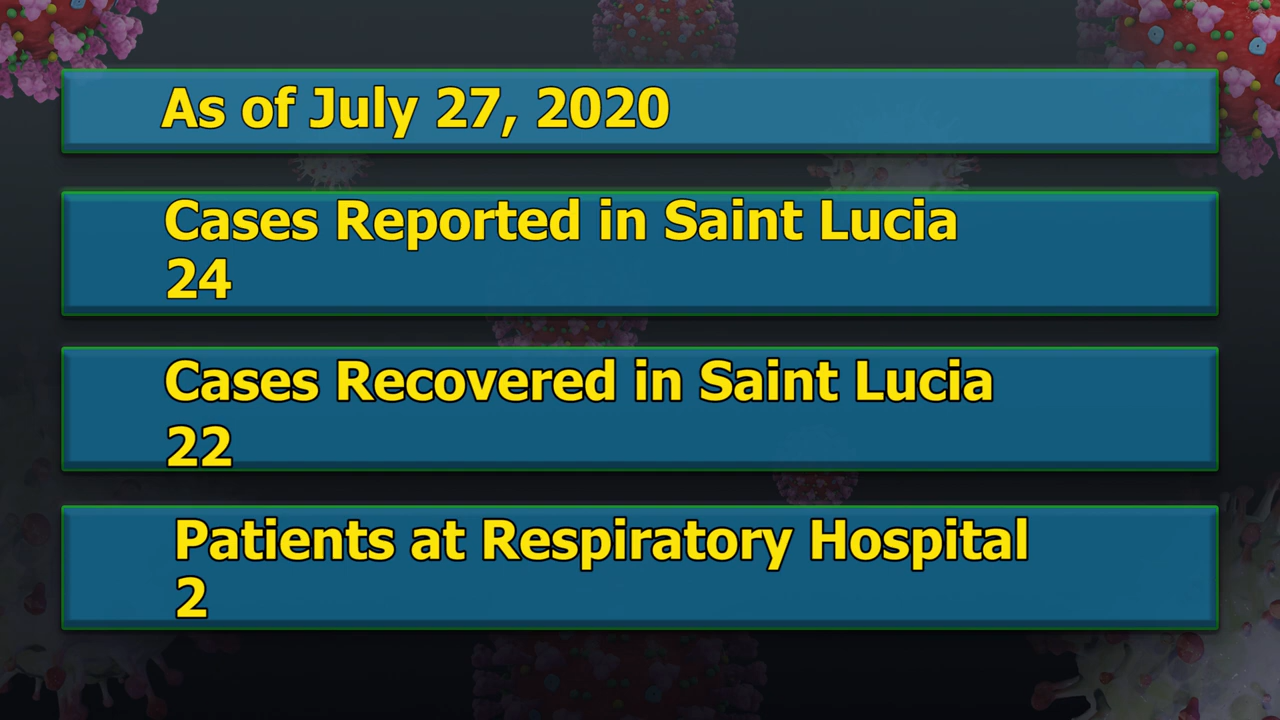 As of July 27, 2020
Cases Reported in Saint Lucia
24
Cases Recovered in Saint Lucia
22
Patients at Respiratory Hospital
2